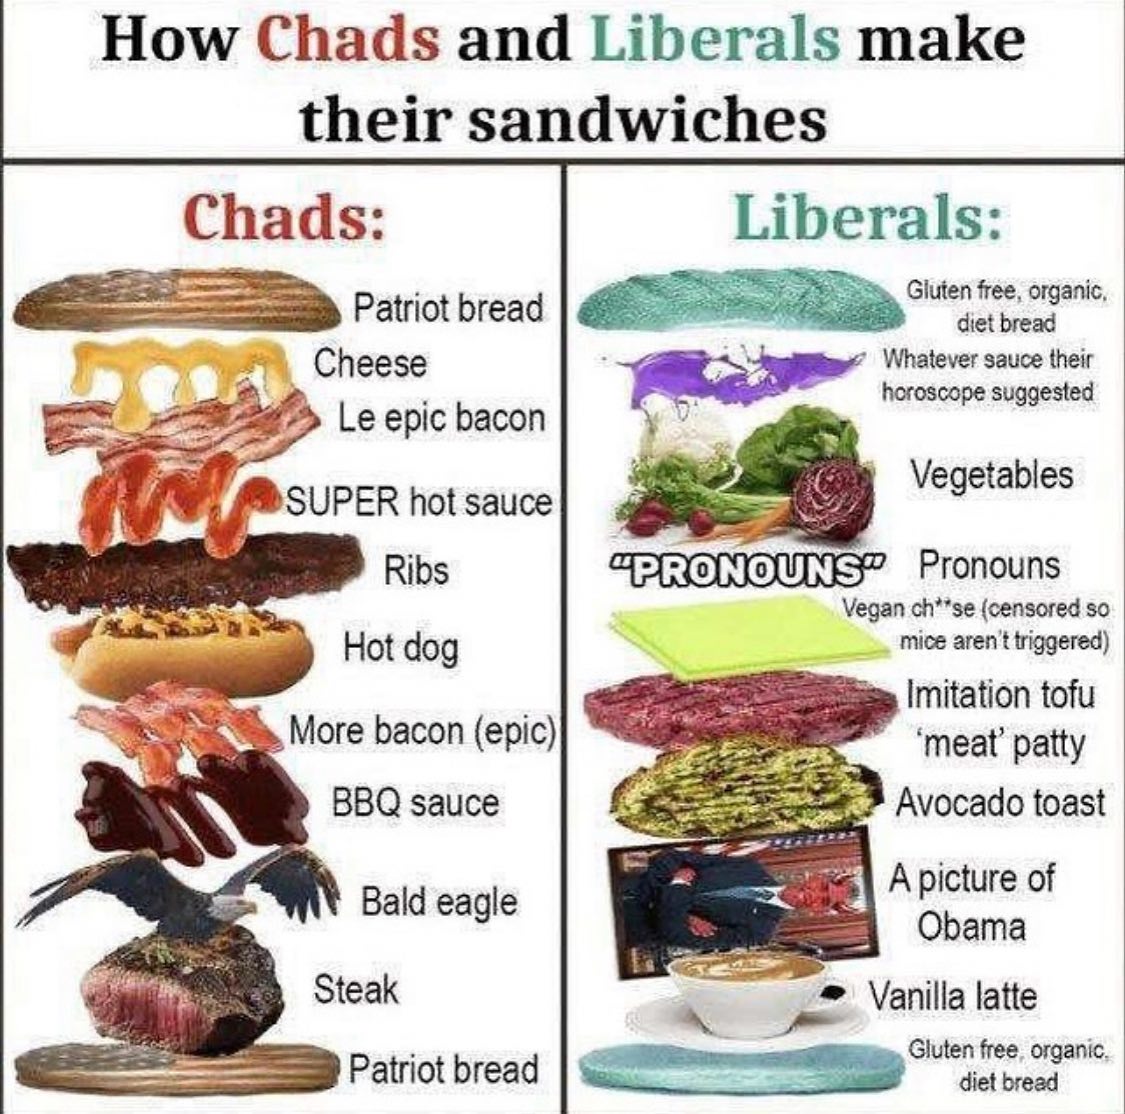 How Chads and Liberals make
their sandwiches
Chads:
Patriot bread
Cheese
Le epic bacon
SUPER hot sauce
Ribs
Hot dog
More bacon (epic)
BBQ sauce
Bald eagle
Steak
Patriot bread
Liberals:
Gluten free, organic,
diet bread
Whatever sauce their
horoscope suggested
Vegetables
"PRONOUNS" Pronouns
Vegan ch**se (censored so
mice aren't triggered)
Imitation tofu
'meat' patty
Avocado toast
A picture of
Obama
Vanilla latte
Gluten free, organic,
diet bread